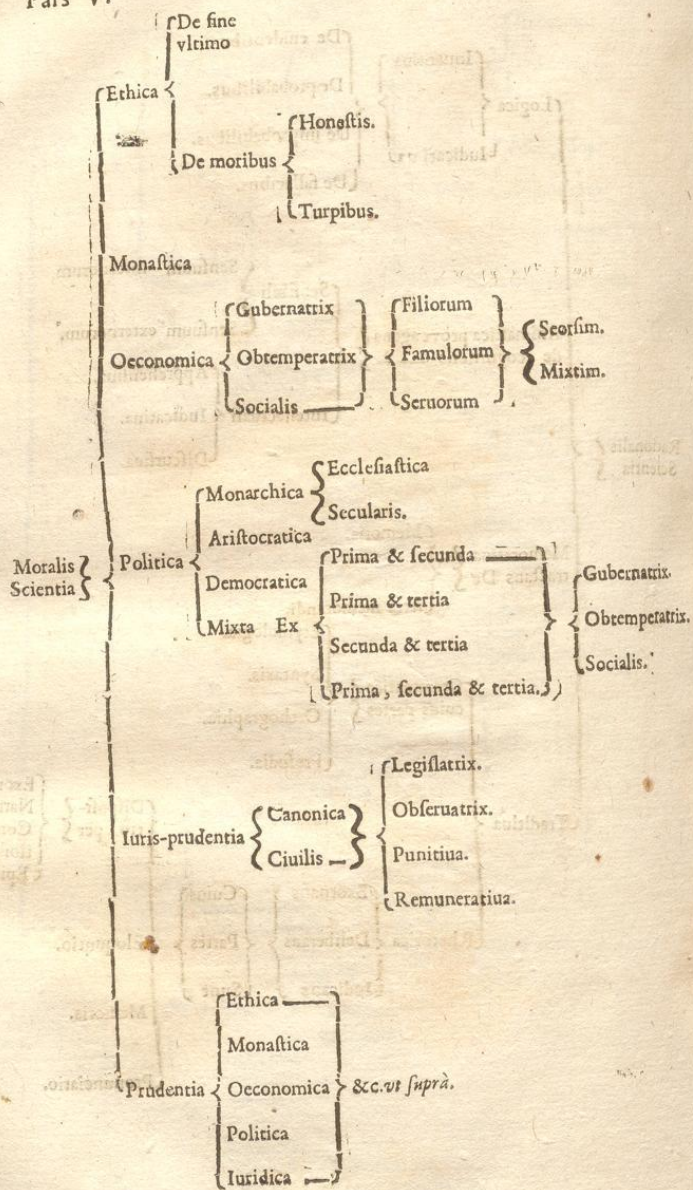 Pars V.
De fine
vltimo
Ethica
De moribus
Honeſtis.
Turpibus.
Monaſtica
Oeconomica
Gubernatrix
Obtemperatrix
Socialis
Filiorum
Famulorum
Seruorum
Seorſim.
Mixtim.
Moralis
Scientia
Politica
Monarchica
Eccleſiaſtica
Secularis.
Ariſtocratica
Democratica
Mixta Ex
Prima & ſecunda
Prima & tertia
Secunda & tertia
Prima, ſecunda & tertia.
Gubernatrix.
Obtemperatrix.
Socialis.
Iuris-prudentia
Canonica
Ciuilis
Legiſlatrix.
Obſeruatrix.
Punitiua.
Remuneratiua.
Prudentia
Ethica
Monaſtica
Oeconomica
Politica
Iuridica
&c. vt ſuprà.